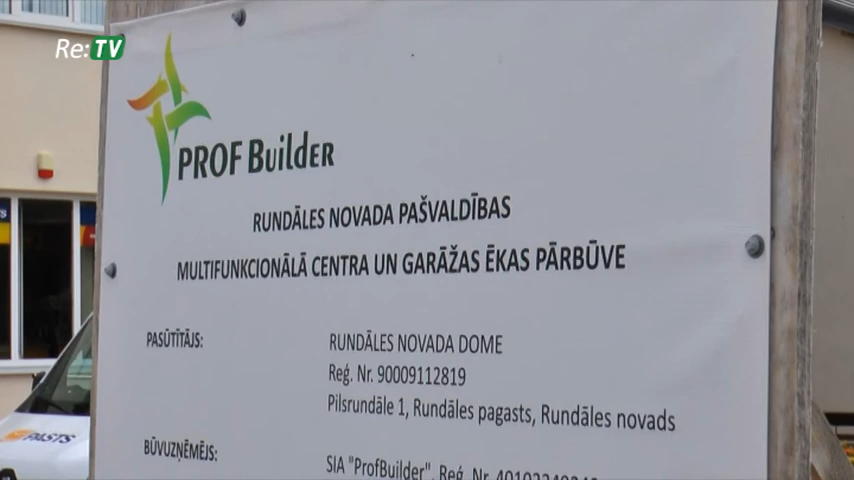 Re:TV
PROF Builder
RUNDĀLES NOVADA PAŠVALDĪBAS
MULTIFUNKCIONĀLĀ CENTRA UN GARĀŽAS ĒKAS PĀRBŪVE
PASŪTĪTĀJS: RUNDĀLES NOVADA DOME
Reģ. Nr. 90009112819
Pilsrundāle 1, Rundāles pagasts, Rundāles novads
BŪVUZŅĒMĒJS: SIA "ProfBuilder", Reģ. Nr.
PASTS